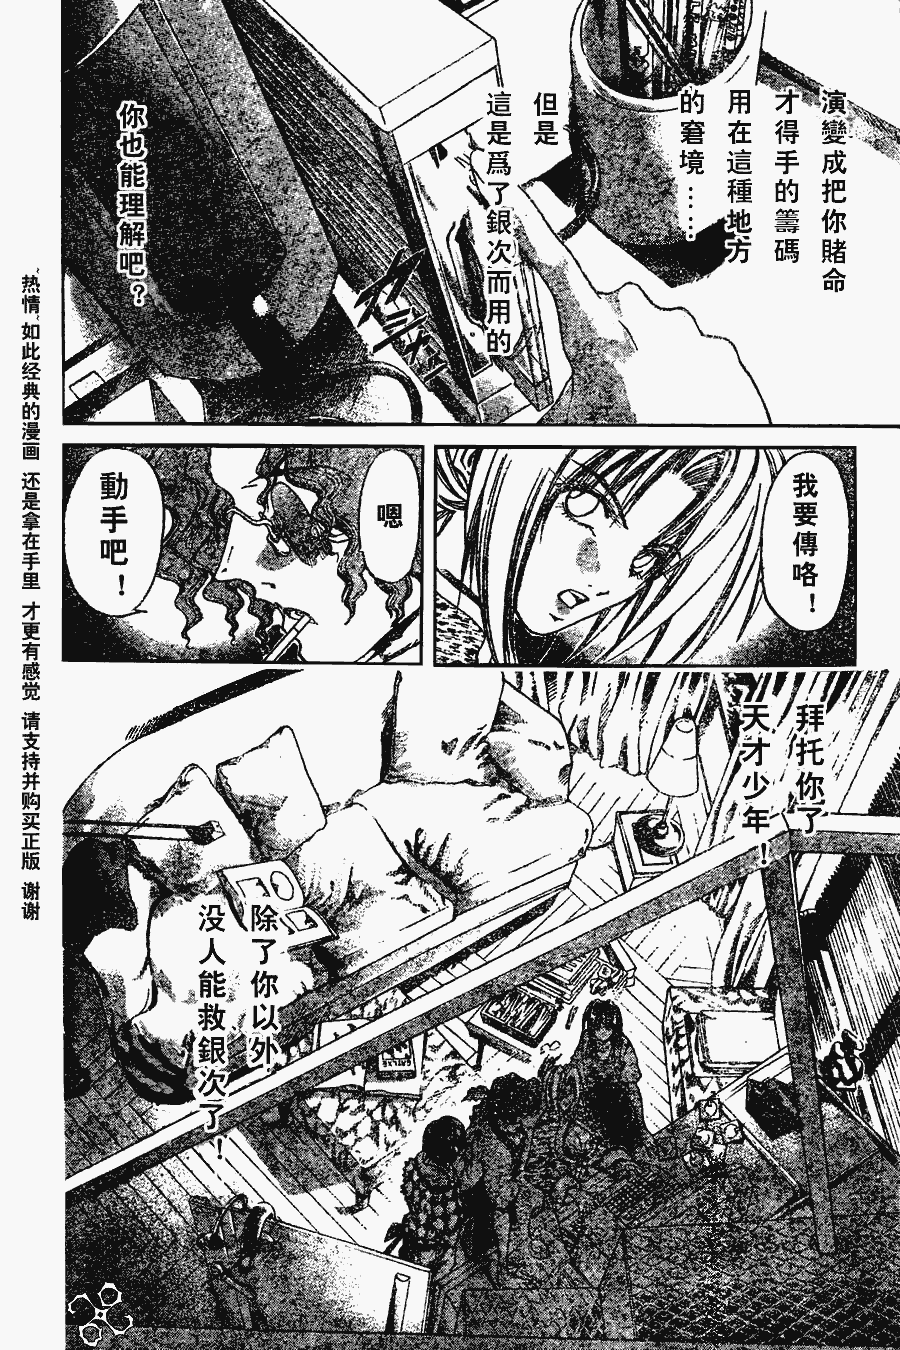 演變成把你賭命
才得手的籌碼
用在這種地方
的窘境……
但是
這是爲了銀次而用的
你也能理解吧？
我要傳咯！
嗯
動手吧！
拜托你了
天才少年！
除了你以外
没人能救銀次了！
热情如此经典的漫画 还是拿在手里 才更有感觉 请支持并购买正版 谢谢